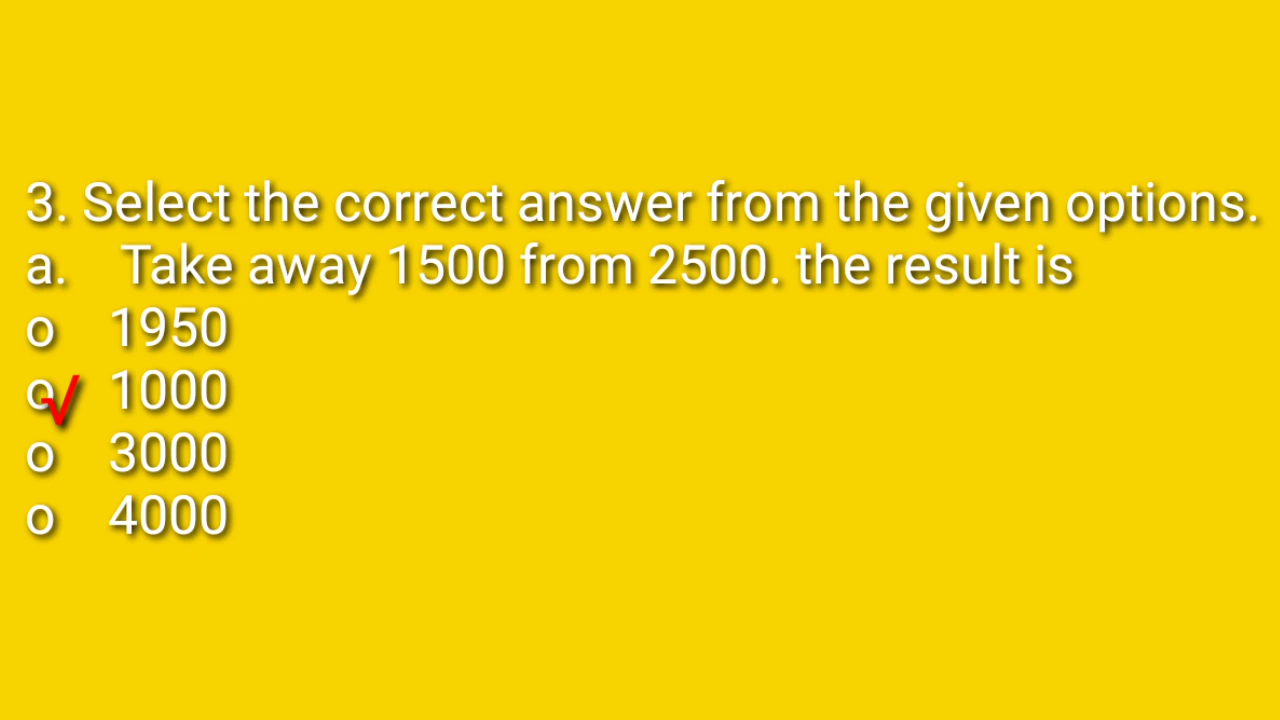 3. Select the correct answer from the given options.
a. Take away 1500 from 2500. the result is
o 1950
o√ 1000
o 3000
o 4000